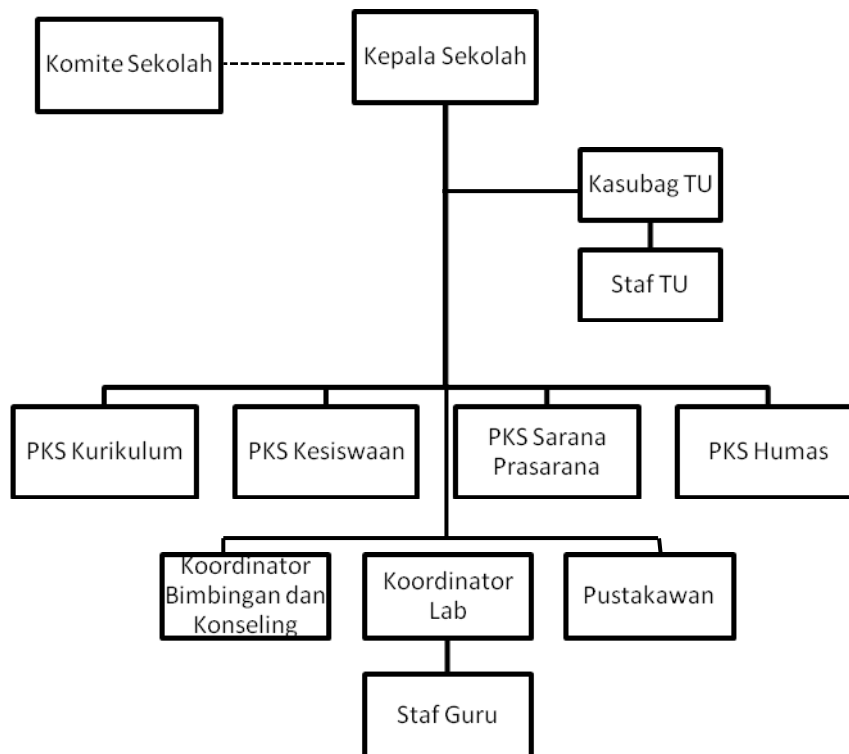 Komite Sekolah
Kepala Sekolah
Kasubag TU
Staf TU
PKS Kurikulum
PKS Kesiswaan
PKS Sarana
Prasarana
PKS Humas
Koordinator
Bimbingan dan
Konseling
Koordinator
Lab
Pustakawan
Staf Guru